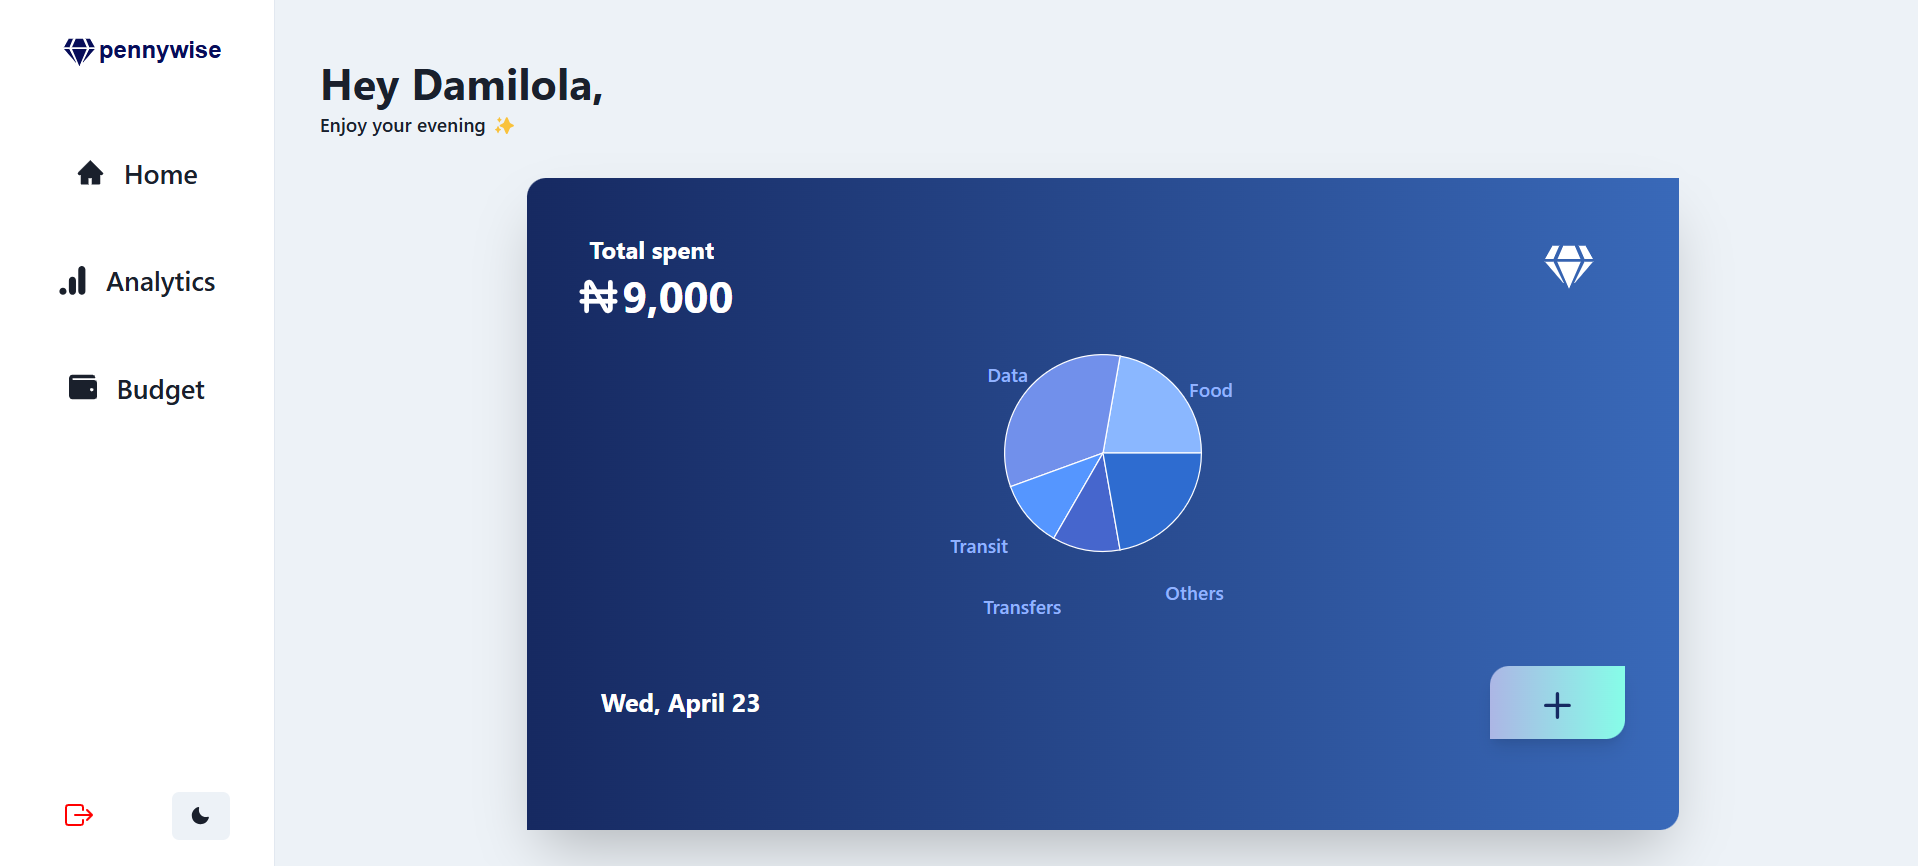 pennywise
Home
Analytics
Budget
Hey Damilola,
Enjoy your evening ✨
Total spent
₦9,000
Data
Food
Transit
Transfers
Others
Wed, April 23